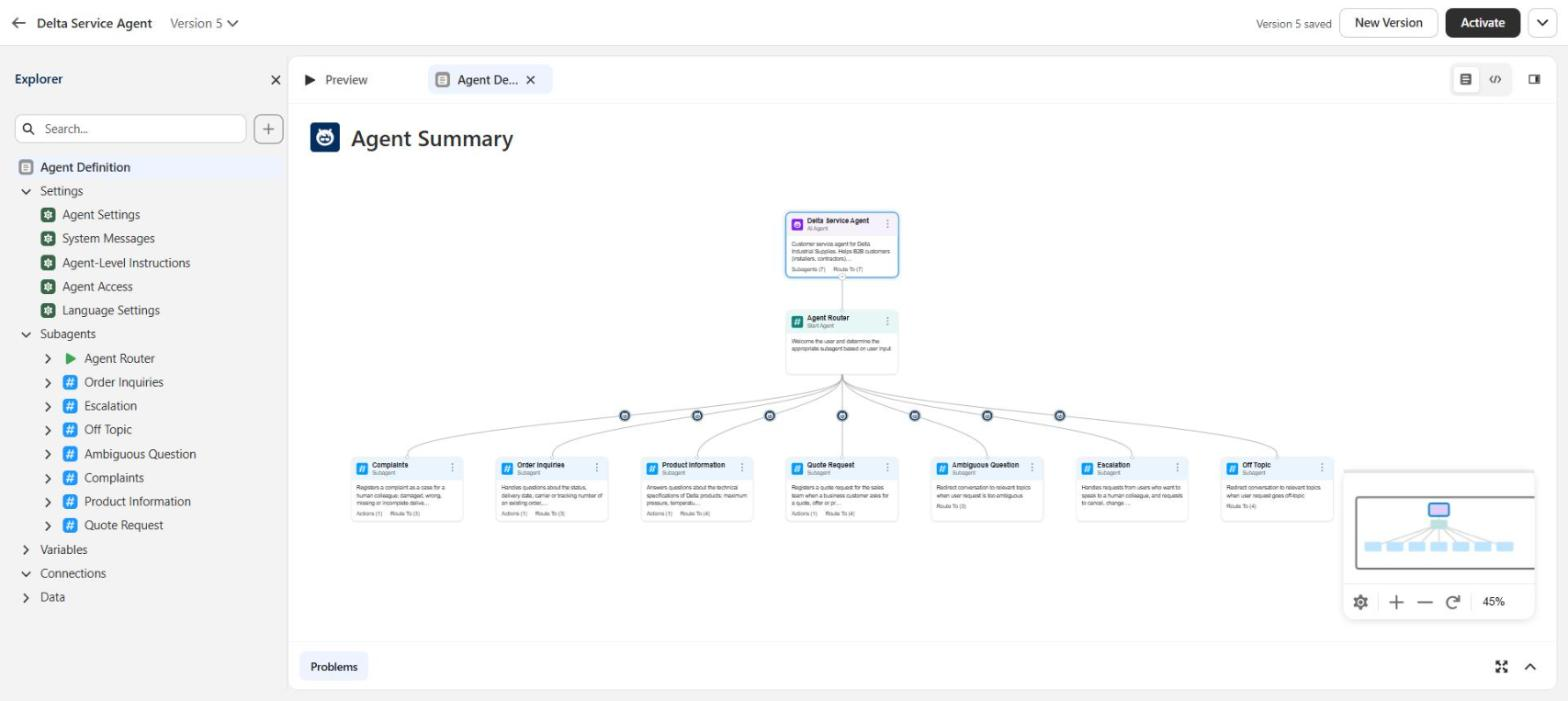 Delta Service Agent
Version 5
Version 5 saved
New Version
Activate
Explorer
Search...
Agent Definition
Settings
Agent Settings
System Messages
Agent-Level Instructions
Agent Access
Language Settings
Subagents
Agent Router
Order Inquiries
Escalation
Off Topic
Ambiguous Question
Complaints
Product Information
Quote Request
Variables
Connections
Data
Preview
Agent De...
Agent Summary
Delta Service Agent
AI Agent
Customer service agent for Delta
Industrial Supplies. Helps B2B customers
(installers, contractors)...
Subagents (7) Route To (7)
Agent Router
Start Agent
Welcome the user and determine the
appropriate subagent based on user input
Complaints
Subagent
Registers a complaint as a case for a
human colleague: damaged, wrong,
missing or incomplete delive...
Actions (1) Route To (3)
Order Inquiries
Subagent
Handles questions about the status,
delivery date, carrier or tracking number of
an existing order,...
Actions (1) Route To (3)
Product Information
Subagent
Answers questions about the technical
specifications of Delta products: maximum
pressure, temperatu...
Actions (1) Route To (4)
Quote Request
Subagent
Registers a quote request for the sales
team when a business customer asks for
a quote, offer or pr...
Actions (1) Route To (4)
Ambiguous Question
Subagent
Redirect conversation to relevant topics
when user request is too ambiguous
Route To (3)
Escalation
Subagent
Handles requests from users who want to
speak to a human colleague, and requests
to cancel, change ...
Off Topic
Subagent
Redirect conversation to relevant topics
when user request goes off-topic
Route To (4)
45%
Problems